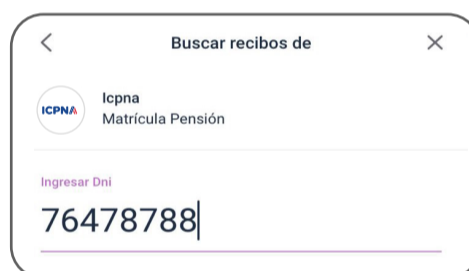 Buscar recibos de
ICPNA
Icpna
Matrícula Pensión
Ingresar Dni
76478788